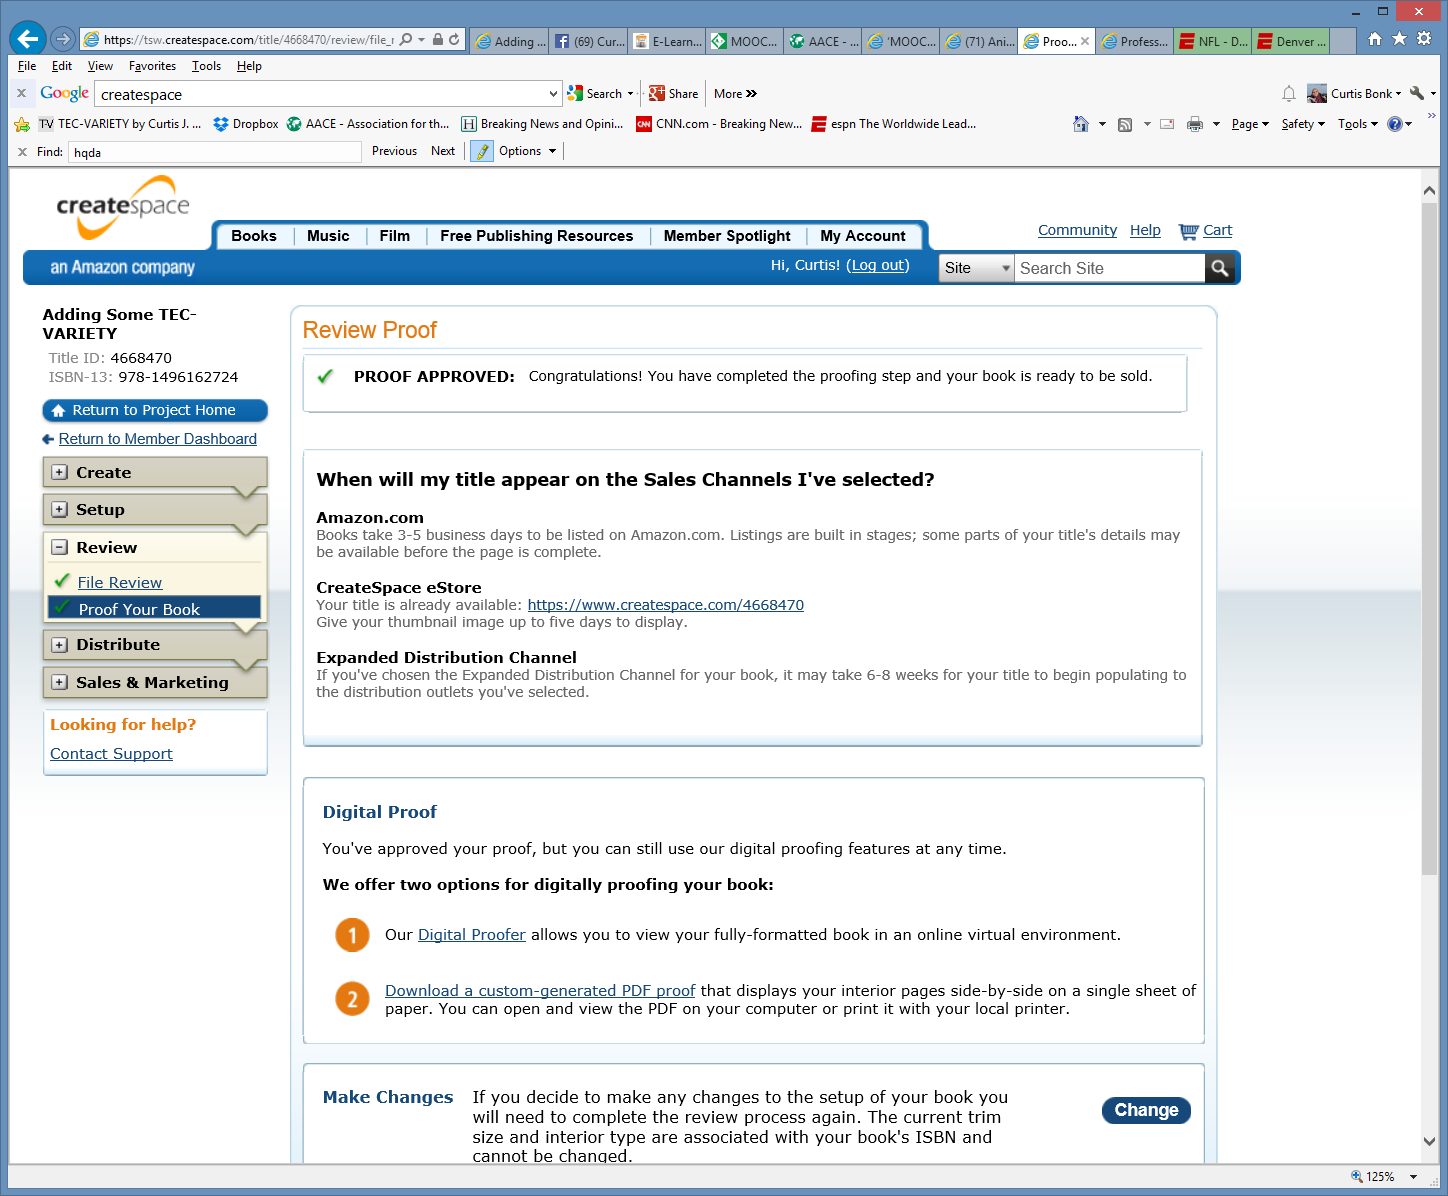 https://tsw.createspace.com/title/4668470/review/file_r
Adding ...
(69) Cur...
E-Learn...
MOOC...
AACE - ...
'MOOC...
(71) Ani...
Proo...
Profess...
NFL - D...
Denver ...
File Edit View Favorites Tools Help
x Google createspace Search Share More »
Curtis Bonk
TEC-VARIETY by Curtis J. ... Dropbox AACE - Association for th... Breaking News and Opini... CNN.com - Breaking New... espn The Worldwide Lead...
Page Safety Tools
x Find: hqda Previous Next Options
createspace
an Amazon company
Books Music Film Free Publishing Resources Member Spotlight My Account
Community Help Cart
Hi, Curtis! (Log out) Site Search Site
Adding Some TEC-
VARIETY
Title ID: 4668470
ISBN-13: 978-1496162724
Return to Project Home
Return to Member Dashboard
Create
Setup
Review
File Review
Proof Your Book
Distribute
Sales & Marketing
Looking for help?
Contact Support
Review Proof
PROOF APPROVED: Congratulations! You have completed the proofing step and your book is ready to be sold.
When will my title appear on the Sales Channels I've selected?
Amazon.com
Books take 3-5 business days to be listed on Amazon.com. Listings are built in stages; some parts of your title's details may
be available before the page is complete.
CreateSpace eStore
Your title is already available: https://www.createspace.com/4668470
Give your thumbnail image up to five days to display.
Expanded Distribution Channel
If you've chosen the Expanded Distribution Channel for your book, it may take 6-8 weeks for your title to begin populating to
the distribution outlets you've selected.
Digital Proof
You've approved your proof, but you can still use our digital proofing features at any time.
We offer two options for digitally proofing your book:
1 Our Digital Proofer allows you to view your fully-formatted book in an online virtual environment.
2 Download a custom-generated PDF proof that displays your interior pages side-by-side on a single sheet of
paper. You can open and view the PDF on your computer or print it with your local printer.
Make Changes If you decide to make any changes to the setup of your book you
will need to complete the review process again. The current trim
size and interior type are associated with your book's ISBN and
cannot be changed.
Change
125%